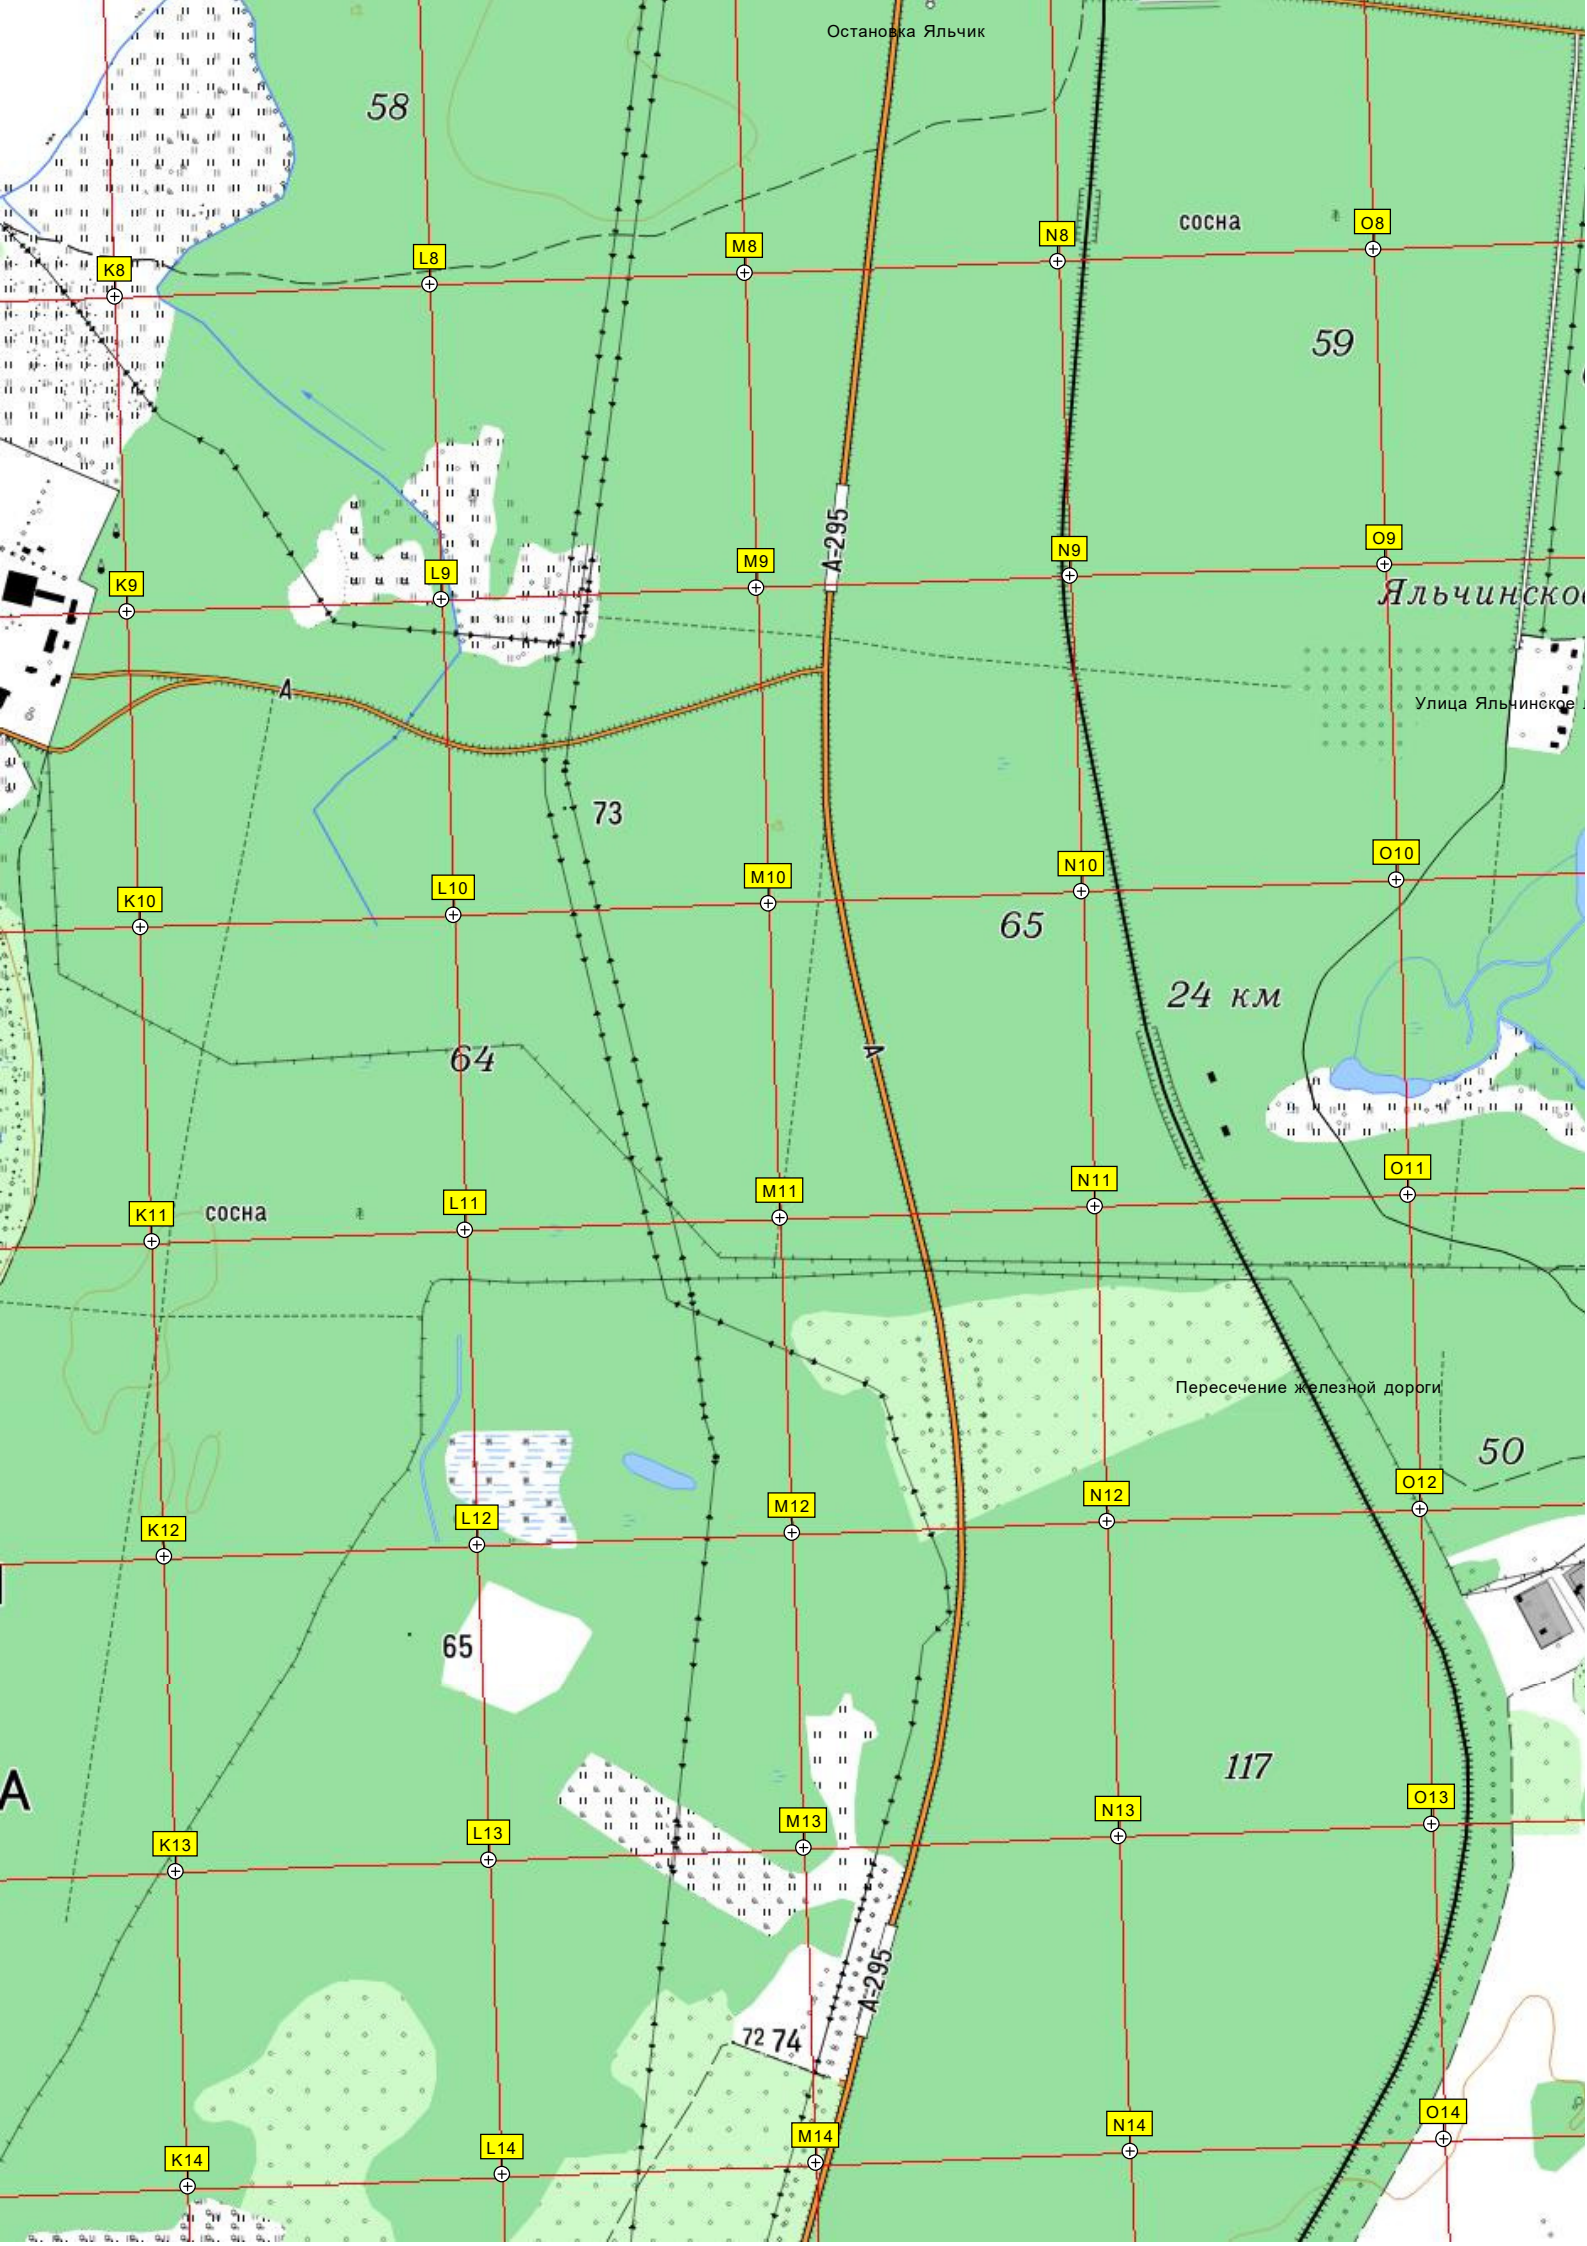 Остановка Яльчик
58
сосна
O8
N8
M8
L8
K8
59
А-295
O9
N9
M9
L9
K9
Яльчинское
А
Улица Яльчинское
73
O10
N10
M10
L10
K10
65
24 км
64
А
O11
N11
M11
L11
K11
сосна
Пересечение железной дороги
50
O12
N12
M12
L12
K12
65
117
А
O13
N13
M13
L13
K13
А-295
72 74
O14
N14
M14
L14
K14